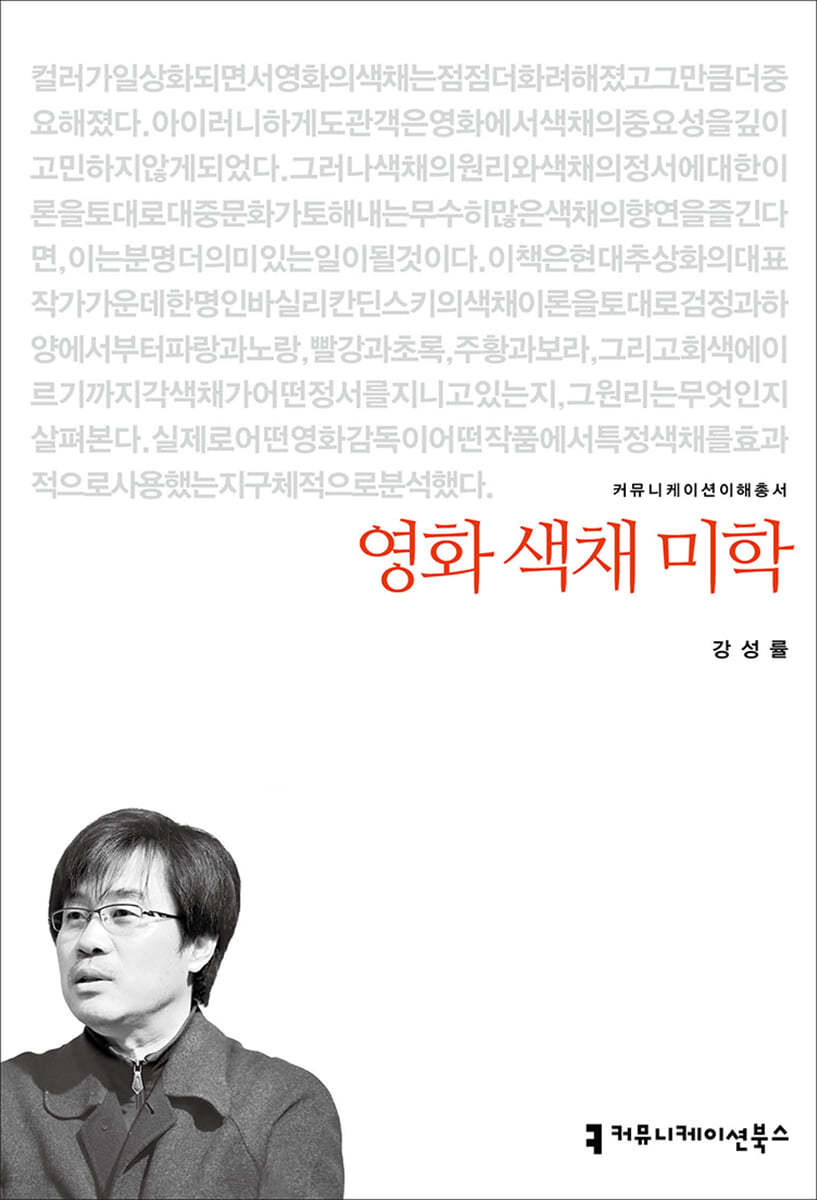 컬러가일상화되면서영화의색채는점점더화려해졌고그만큼더중
요해졌다.아이러니하게도관객은영화에서색채의중요성을깊이
고민하지않게되었다.그러나색채의원리와색채의정서에대한이
론을토대로대중문화가토해내는무수히많은색채의향연을즐긴다
면,이는분명더의미있는일이될것이다.이책은현대추상화의대표
작가가운데한명인바실리칸딘스키의색채이론을토대로검정과하
양에서부터파랑과노랑,빨강과초록,주황과보라,그리고회색에이
르기까지각색채가어떤정서를지니고있는지,그원리는무엇인지
살펴본다.실제로어떤영화감독이어떤작품에서특정색채를효과
적으로사용했는지구체적으로분석했다.
커뮤니케이션이해총서
영화 색채 미학
강성률
커뮤니케이션북스